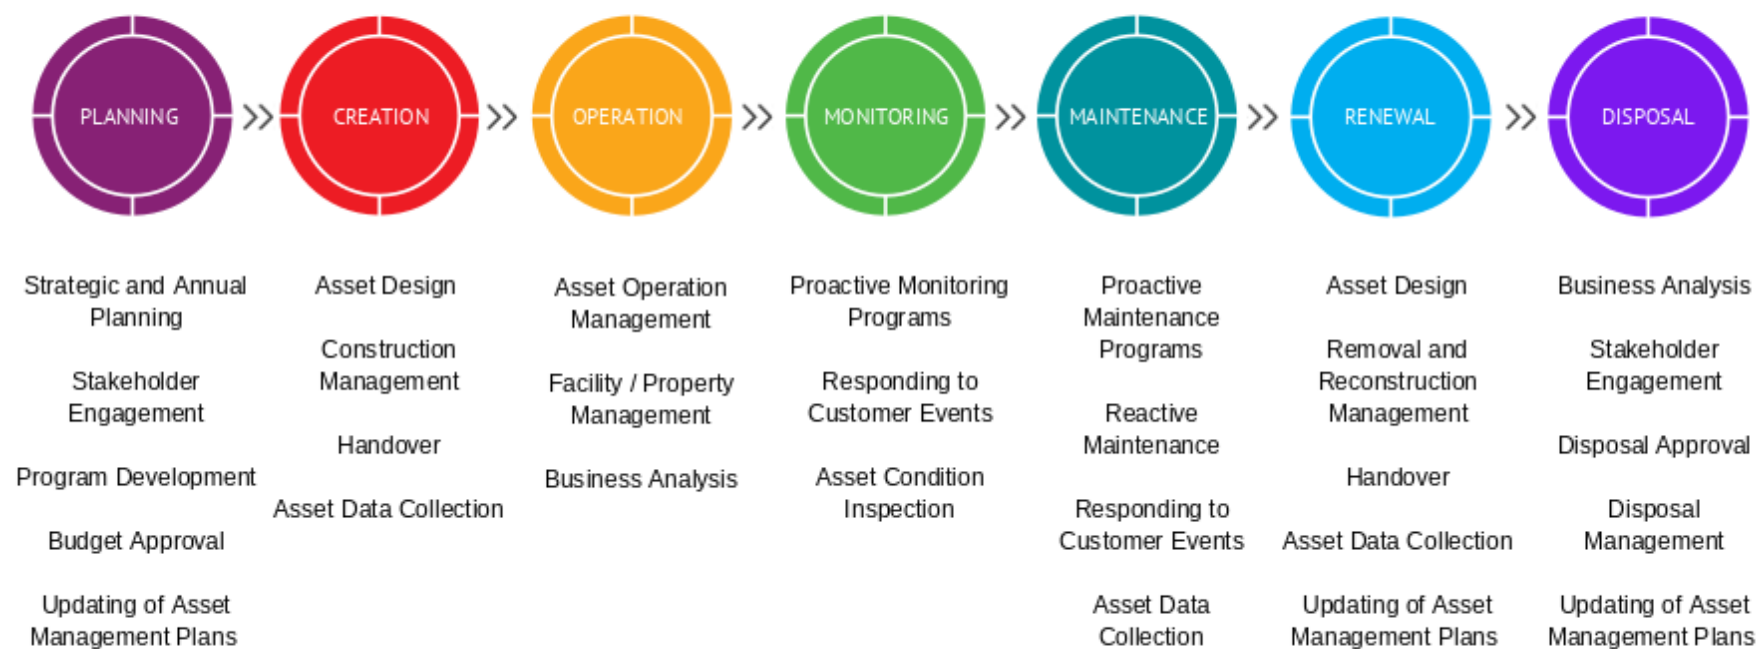 PLANNING
CREATION
OPERATION
MONITORING
MAINTENANCE
RENEWAL
DISPOSAL
Strategic and Annual
Planning
Stakeholder
Engagement
Program Development
Budget Approval
Updating of Asset
Management Plans
Asset Design
Construction
Management
Handover
Asset Data Collection
Asset Operation
Management
Facility / Property
Management
Business Analysis
Proactive Monitoring
Programs
Responding to
Customer Events
Asset Condition
Inspection
Proactive
Maintenance
Programs
Reactive
Maintenance
Responding to
Customer Events
Asset Data
Collection
Asset Design
Removal and
Reconstruction
Management
Handover
Asset Data Collection
Updating of Asset
Management Plans
Business Analysis
Stakeholder
Engagement
Disposal Approval
Disposal
Management
Updating of Asset
Management Plans